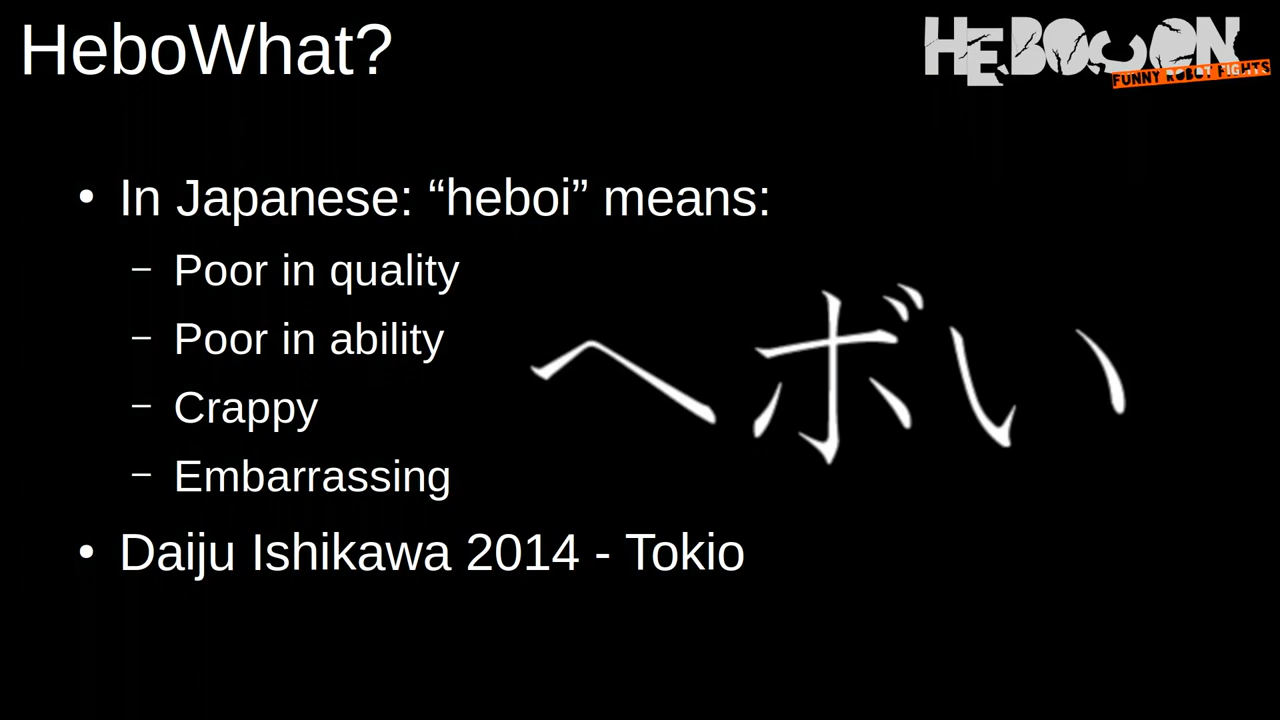 HeboWhat?
HEBOCON
FUNNY ROBOT FIGHTS
• In Japanese: “heboi” means:
– Poor in quality
– Poor in ability
– Crappy
– Embarrassing
ヘボい
• Daiju Ishikawa 2014 - Tokio